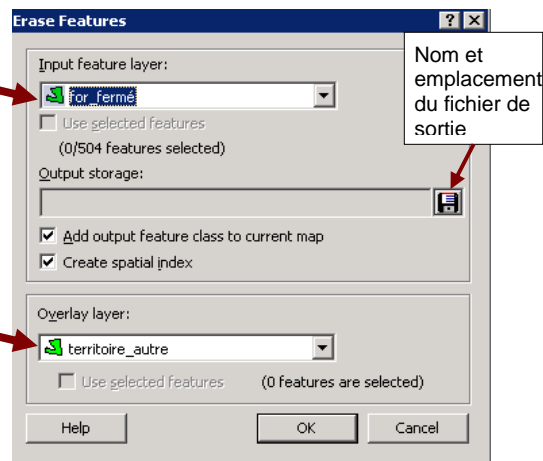 Erase Features
Nom et
emplacement
du fichier de
sortie
Input feature layer:
for_fermé
Use selected features
(0/504 features selected)
Output storage:
Add output feature class to current map
Create spatial index
Overlay layer:
territoire_autre
Use selected features (0 features are selected)
Help OK Cancel